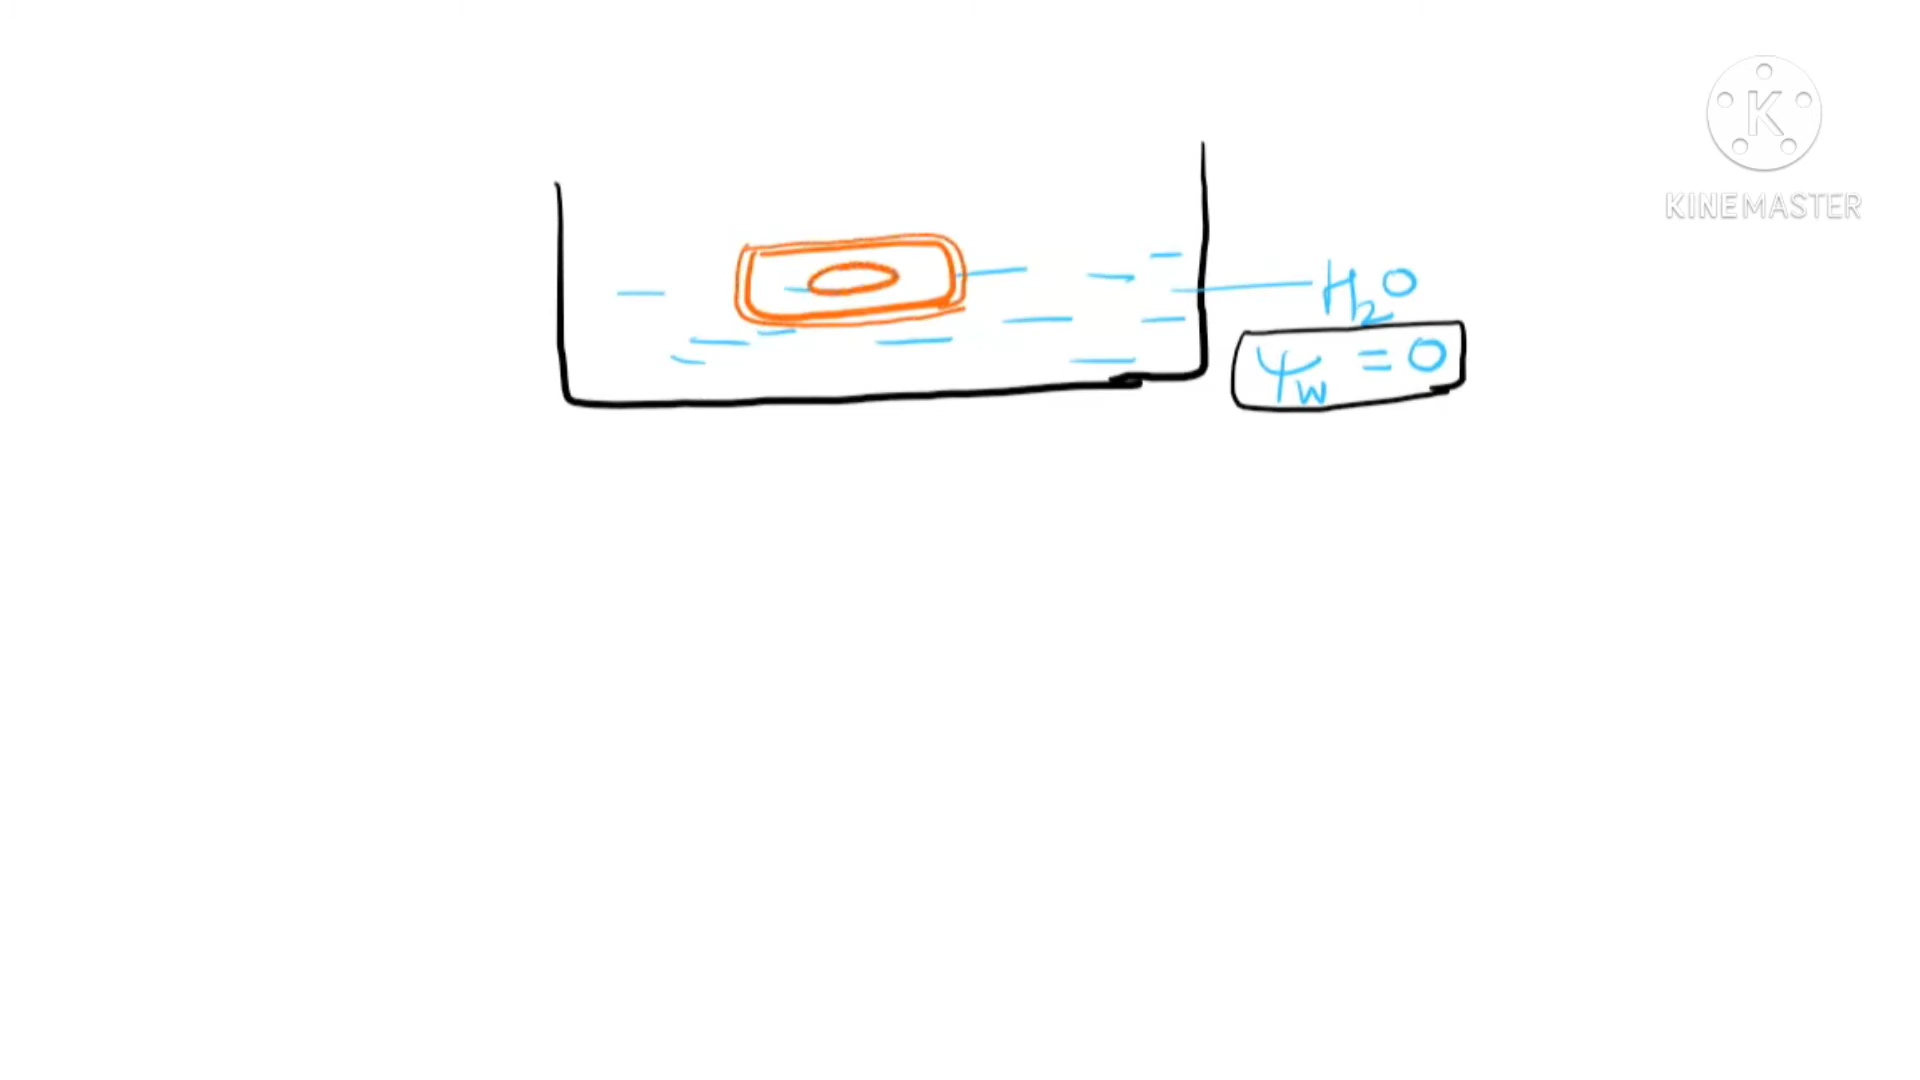 K
KINEMASTER
H₂O
Ψw = 0